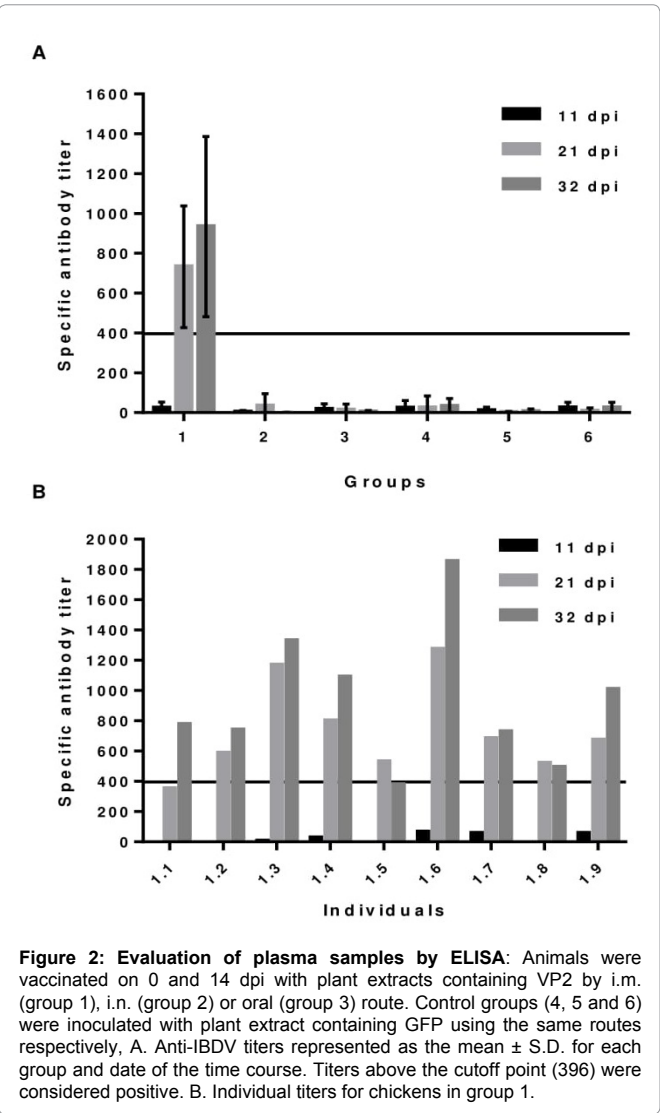 A
1600
1400
1200
1000
800
600
400
200
0
Specific antibody titer
11 dpi
21 dpi
32 dpi
1 2 3 4 5 6
Groups
B
2000
1800
1600
1400
1200
1000
800
600
400
200
0
Specific antibody titer
11 dpi
21 dpi
32 dpi
1.1 1.2 1.3 1.4 1.5 1.6 1.7 1.8 1.9
Individuals
Figure 2: Evaluation of plasma samples by ELISA: Animals were
vaccinated on 0 and 14 dpi with plant extracts containing VP2 by i.m.
(group 1), i.n. (group 2) or oral (group 3) route. Control groups (4, 5 and 6)
were inoculated with plant extract containing GFP using the same routes
respectively, A. Anti-IBDV titers represented as the mean ± S.D. for each
group and date of the time course. Titers above the cutoff point (396) were
considered positive. B. Individual titers for chickens in group 1.